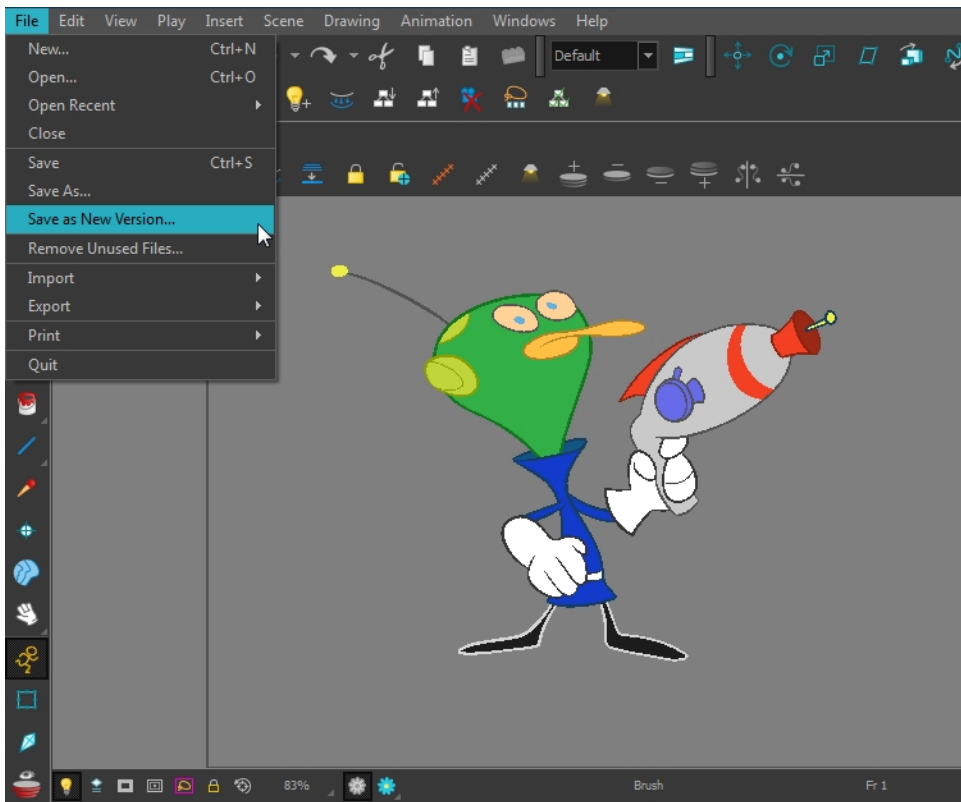 File Edit View Play Insert Scene Drawing Animation Windows Help
New... Ctrl+N
Default
Open... Ctrl+O
Open Recent
Close
Save Ctrl+S
Save As...
Save as New Version...
Remove Unused Files...
Import
Export
Print
Quit
83% Brush Fr 1